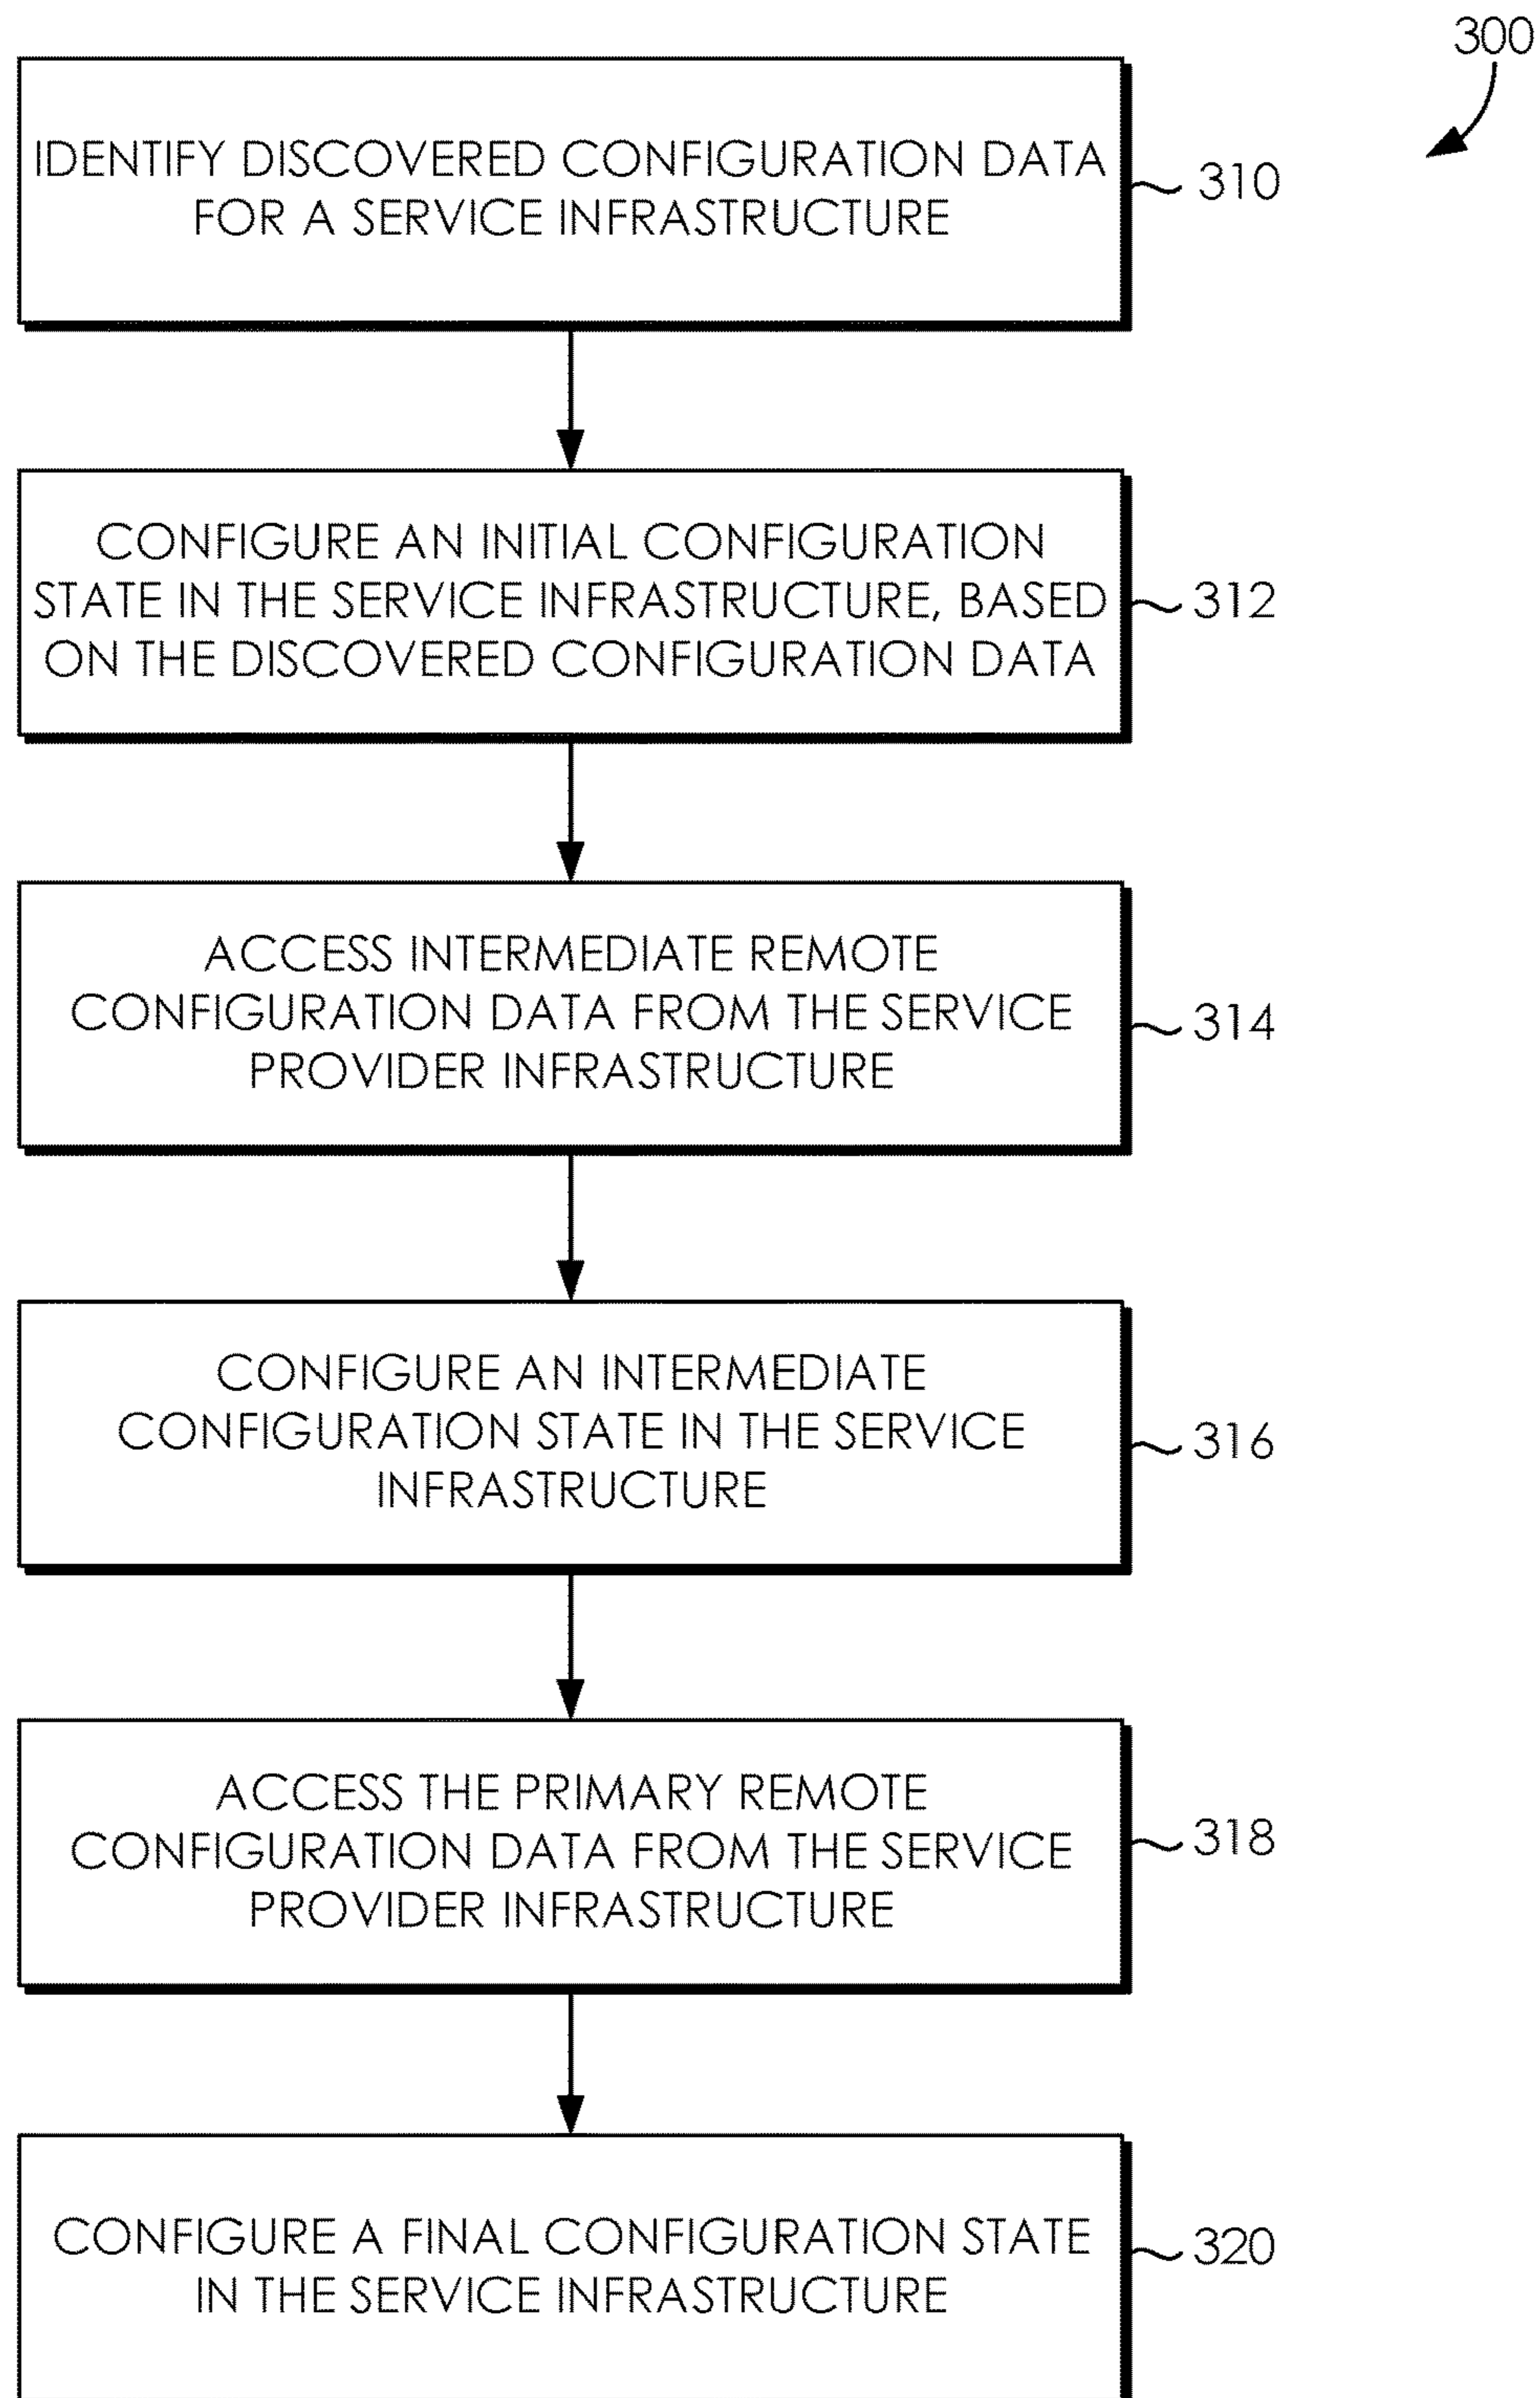 300
IDENTIFY DISCOVERED CONFIGURATION DATA
FOR A SERVICE INFRASTRUCTURE
310
CONFIGURE AN INITIAL CONFIGURATION
STATE IN THE SERVICE INFRASTRUCTURE, BASED
ON THE DISCOVERED CONFIGURATION DATA
312
ACCESS INTERMEDIATE REMOTE
CONFIGURATION DATA FROM THE SERVICE
PROVIDER INFRASTRUCTURE
314
CONFIGURE AN INTERMEDIATE
CONFIGURATION STATE IN THE SERVICE
INFRASTRUCTURE
316
ACCESS THE PRIMARY REMOTE
CONFIGURATION DATA FROM THE SERVICE
PROVIDER INFRASTRUCTURE
318
CONFIGURE A FINAL CONFIGURATION STATE
IN THE SERVICE INFRASTRUCTURE
320